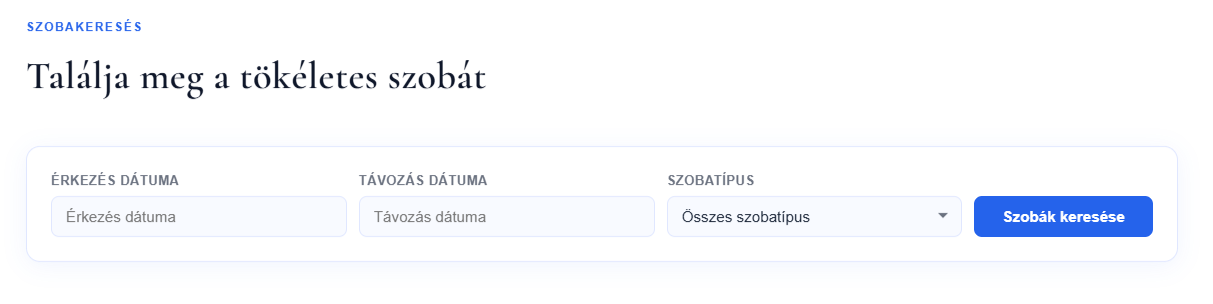 SZOBAKERESÉS
Találja meg a tökéletes szobát
ÉRKEZÉS DÁTUMA
TÁVOZÁS DÁTUMA
SZOBATÍPUS
Érkezés dátuma
Távozás dátuma
Összes szobatípus
Szobák keresése